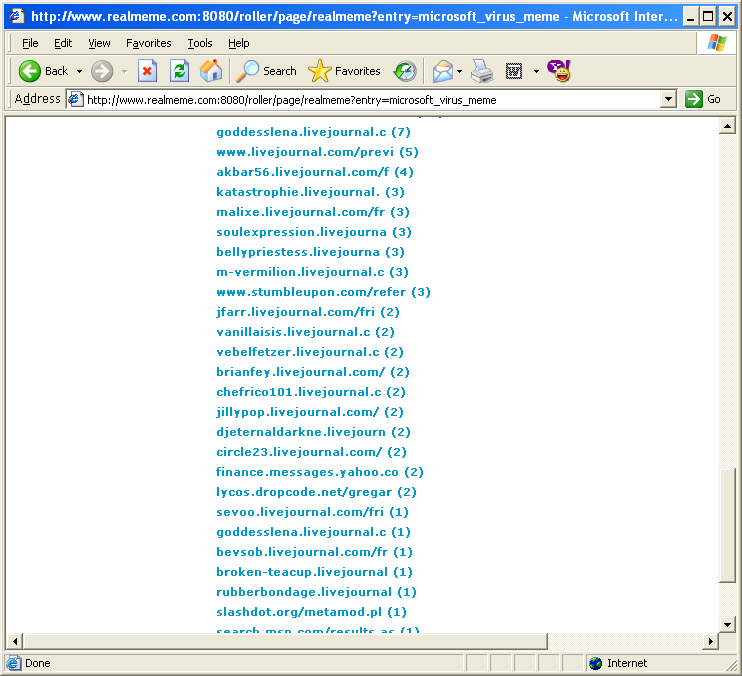 http://www.realmeme.com:8080/roller/page/realmeme?entry=microsoft_virus_meme - Microsoft Inter...
File Edit View Favorites Tools Help
Back Search Favorites
Address http://www.realmeme.com:8080/roller/page/realmeme?entry=microsoft_virus_meme Go
goddesslena.livejournal.c (7)
www.livejournal.com/previ (5)
akbar56.livejournal.com/f (4)
katastrophie.livejournal. (3)
malixe.livejournal.com/fr (3)
soulexpression.livejourna (3)
bellypriestess.livejourna (3)
m-vermilion.livejournal.c (3)
www.stumbleupon.com/refer (3)
jfarr.livejournal.com/fri (2)
vanillaisis.livejournal.c (2)
vebelfetzer.livejournal.c (2)
brianfey.livejournal.com/ (2)
chefrico101.livejournal.c (2)
jillypop.livejournal.com/ (2)
djeternaldarkne.livejourn (2)
circle23.livejournal.com/ (2)
finance.messages.yahoo.co (2)
lycos.dropcode.net/gregar (2)
sevoo.livejournal.com/fri (1)
goddesslena.livejournal.c (1)
bevsob.livejournal.com/fr (1)
broken-teacup.livejournal (1)
rubberbondage.livejournal (1)
slashdot.org/metamod.pl (1)
search.msn.com/results.as (1)
Done Internet